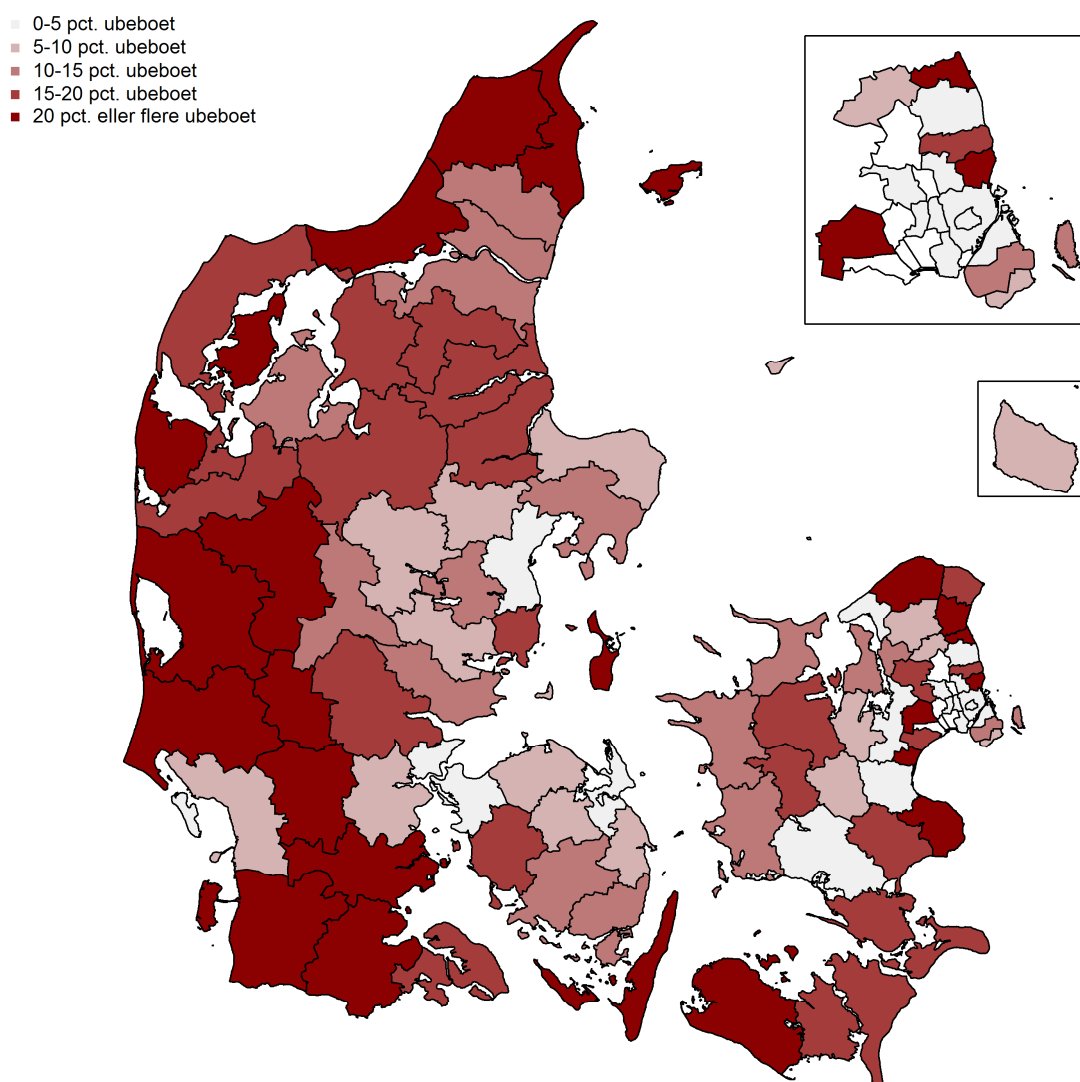 0-5 pct. ubeboet
5-10 pct. ubeboet
10-15 pct. ubeboet
15-20 pct. ubeboet
20 pct. eller flere ubeboet